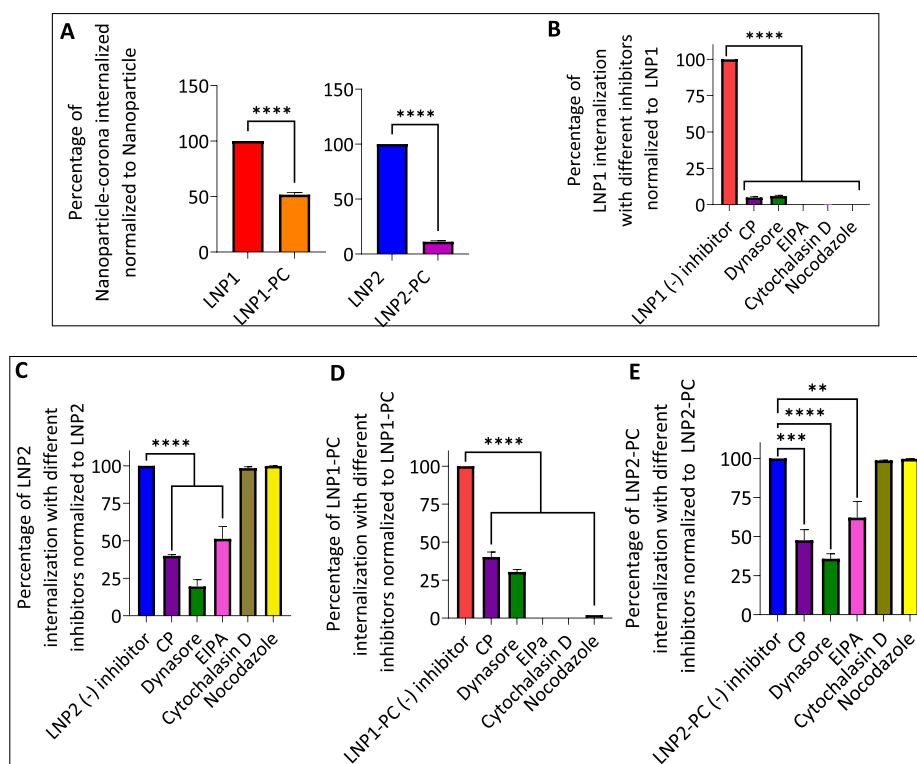 A
Percentage of
Nanoparticle-corona internalized
normalized to Nanoparticle
150
100
50
0
****
LNP1
LNP1-PC
150
100
50
0
****
LNP2
LNP2-PC
B
Percentage of
LNP1 internalization
with different inhibitors
normalized to LNP1
100
75
50
25
0
****
LNP1 (-) inhibitor
CP
Dynasore
EIPA
Cytochalasin D
Nocodazole
C
Percentage of LNP2
internalization with different
inhibitors normalized to LNP2
100
75
50
25
0
****
LNP2 (-) inhibitor
CP
Dynasore
EIPA
Cytochalasin D
Nocodazole
D
Percentage of LNP1-PC
internalization with different
inhibitors normalized to LNP1-PC
100
75
50
25
0
****
LNP1-PC (-) inhibitor
CP
Dynasore
EIPa
Cytochalasin D
Nocodazole
E
Percentage of LNP2-PC
internalization with different
inhibitors normalized to LNP2-PC
100
75
50
25
0
**
****
***
LNP2-PC (-) inhibitor
CP
Dynasore
EIPA
Cytochalasin D
Nocodazole